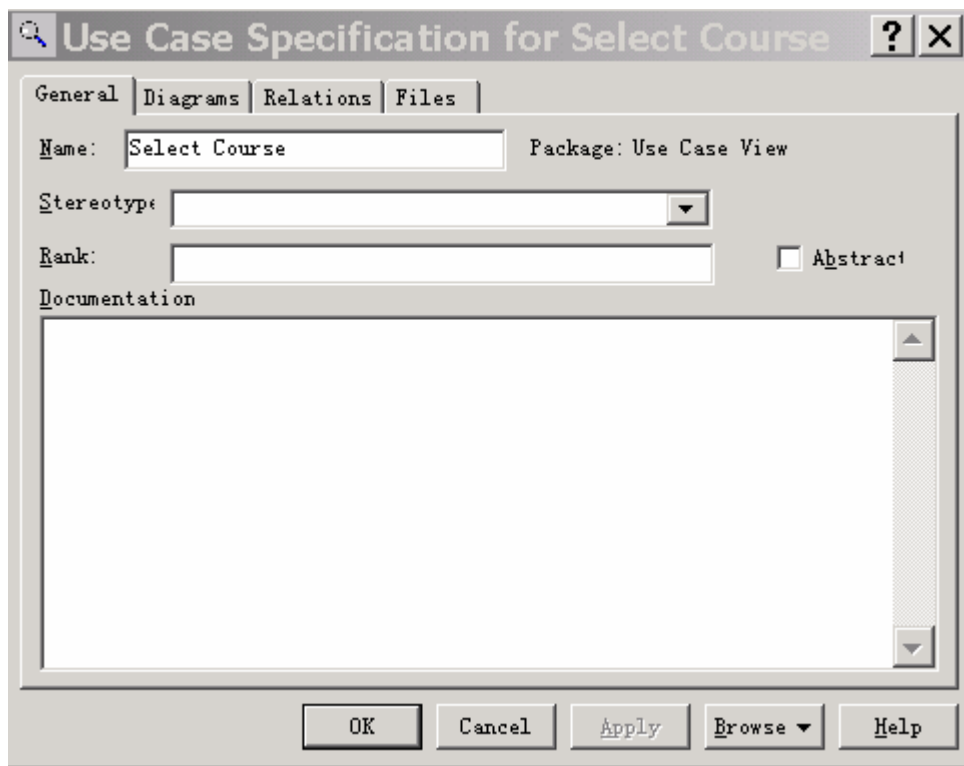 Use Case Specification for Select Course
General Diagrams Relations Files
Name: Select Course Package: Use Case View
Stereotype
Rank: Abstract
Documentation
OK Cancel Apply Browse Help